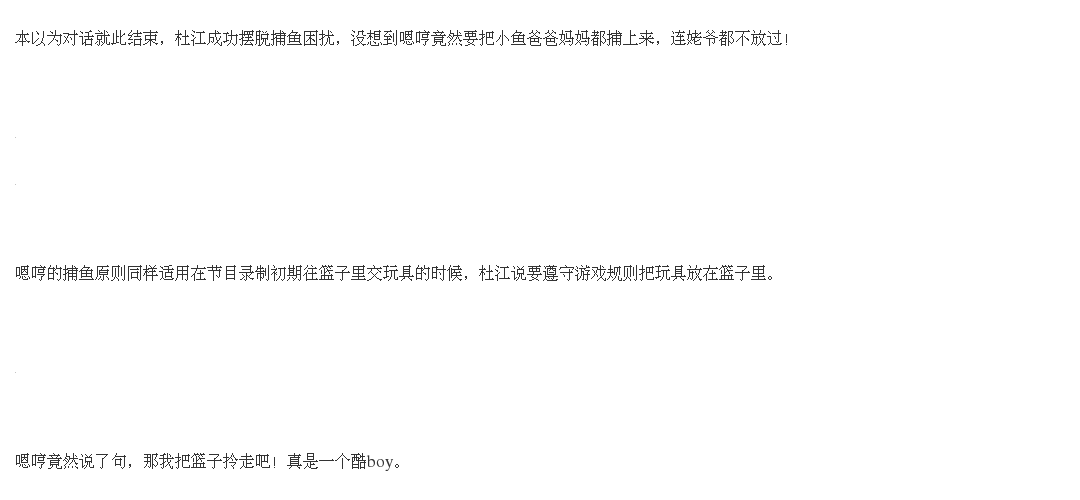 本以为对话就此结束，杜江成功摆脱捕鱼困扰，没想到嗯哼竟然要把小鱼爸爸妈妈都捕上来，连姥爷都不放过！
嗯哼的捕鱼原则同样适用在节目录制初期往篮子里交玩具的时候，杜江说要遵守游戏规则把玩具放在篮子里。
嗯哼竟然说了句，那我把篮子拎走吧！真是一个酷boy。